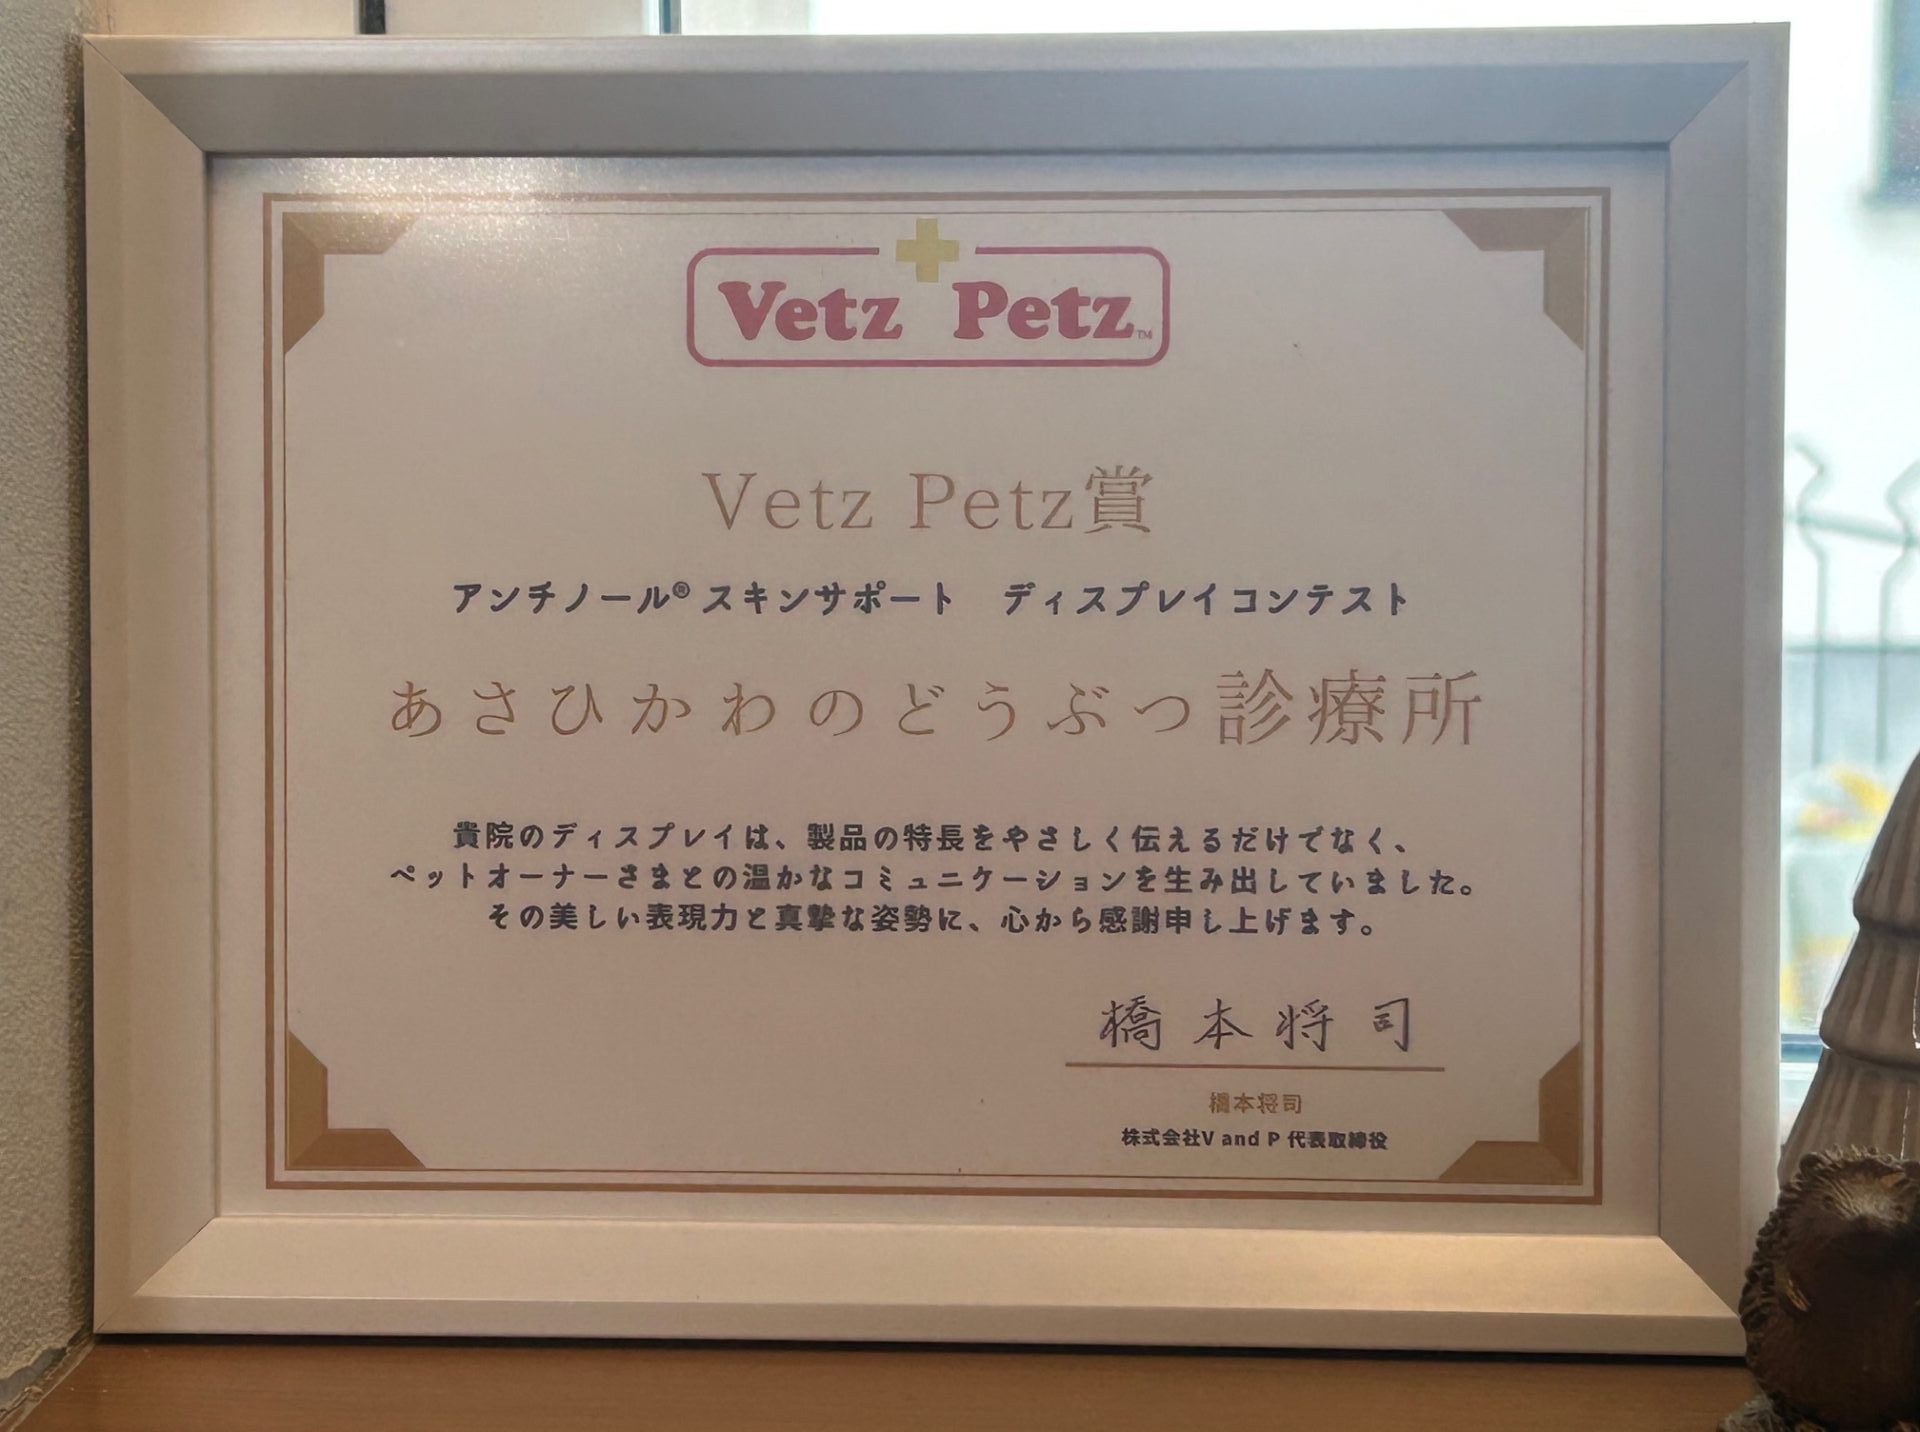 Vetz Petz™
Vetz Petz賞
アンチノール® スキンサポート　ディスプレイコンテスト
あさひかわのどうぶつ診療所
貴院のディスプレイは、製品の特長をやさしく伝えるだけでなく、
ペットオーナーさまとの温かなコミュニケーションを生み出していました。
その美しい表現力と真摯な姿勢に、心から感謝申し上げます。
橋本将司
橋本将司
株式会社V and P 代表取締役